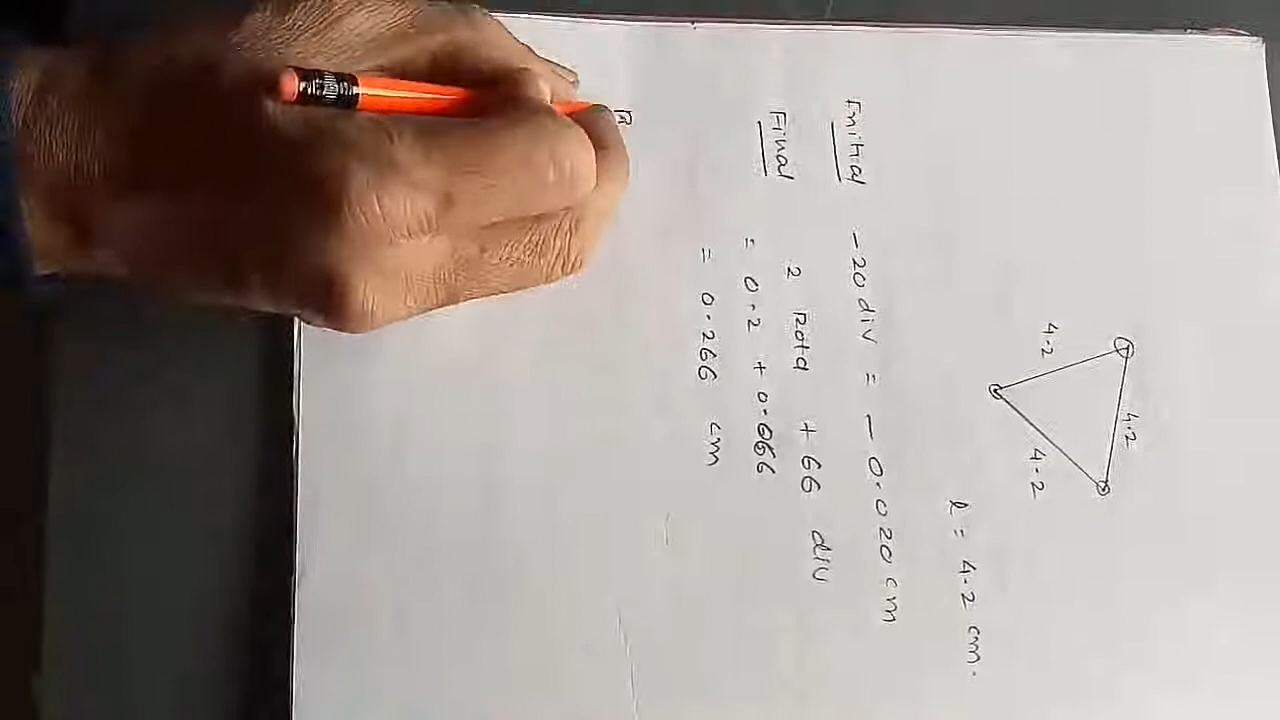 4.2
4.2
4.2
l = 4.2 cm.
Initial -20 div = - 0.020 cm
Final 2 Rotd + 66 div
= 0.2 + 0.066
= 0.266 cm
R